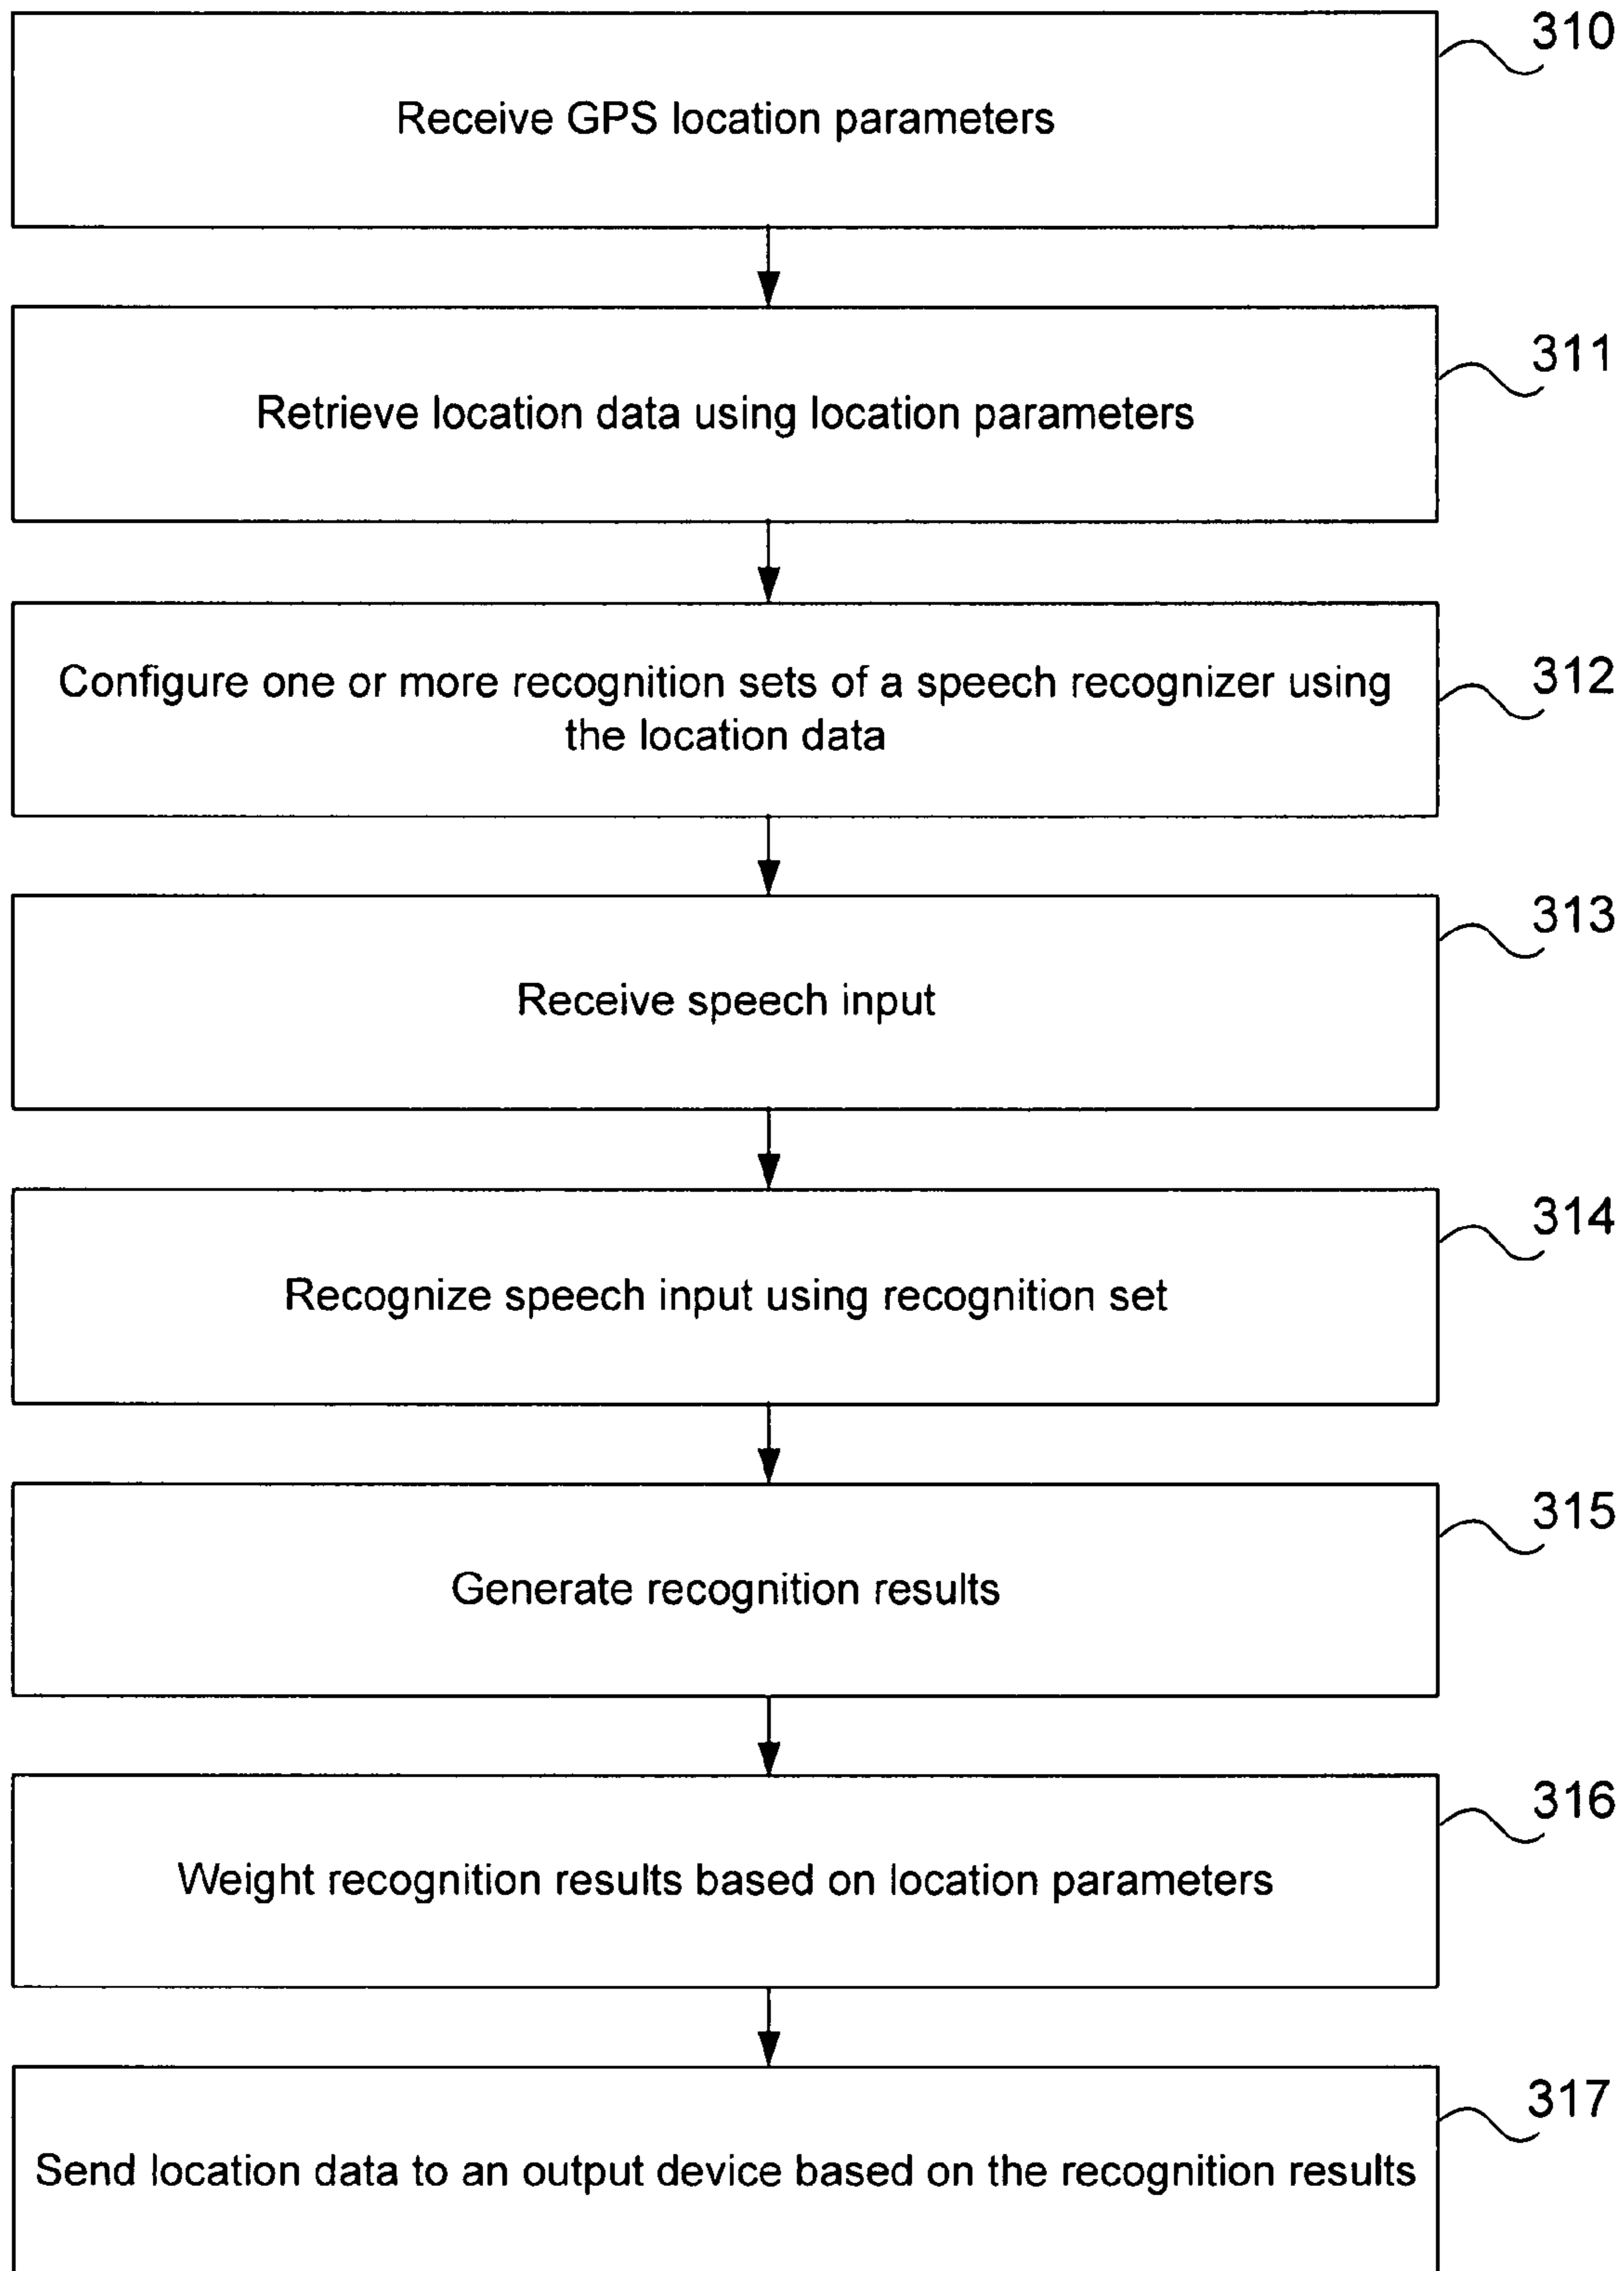 310
Receive GPS location parameters
311
Retrieve location data using location parameters
312
Configure one or more recognition sets of a speech recognizer using
the location data
313
Receive speech input
314
Recognize speech input using recognition set
315
Generate recognition results
316
Weight recognition results based on location parameters
317
Send location data to an output device based on the recognition results